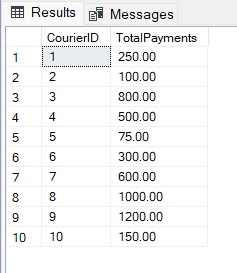 Results Messages
CourierID TotalPayments
1 1 250.00
2 2 100.00
3 3 800.00
4 4 500.00
5 5 75.00
6 6 300.00
7 7 600.00
8 8 1000.00
9 9 1200.00
10 10 150.00